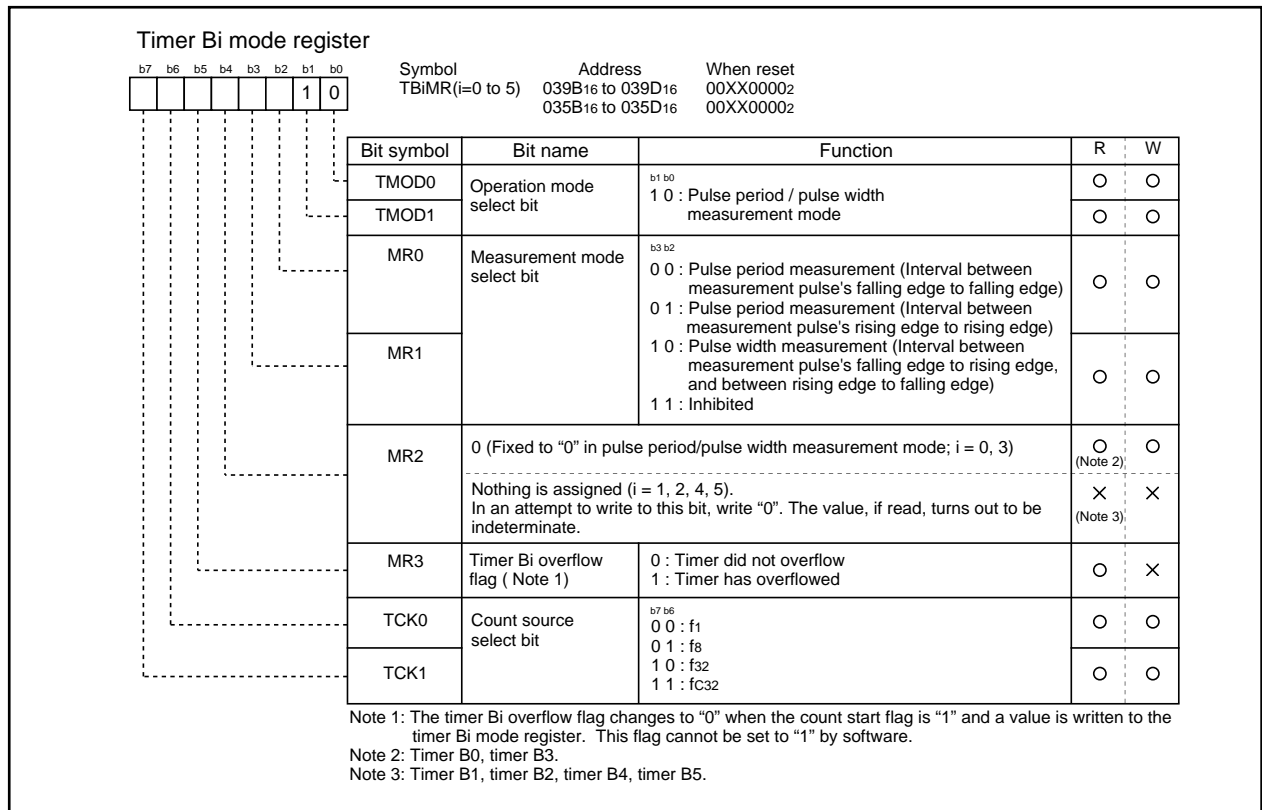 Timer Bi mode register
b7 b6 b5 b4 b3 b2 b1 b0
1 0
Symbol Address When reset
TBiMR(i=0 to 5) 039B16 to 039D16 00XX00002
035B16 to 035D16 00XX00002
Bit symbol Bit name Function R W
TMOD0 Operation mode select bit
TMOD1
b1 b0
1 0 : Pulse period / pulse width
measurement mode
MR0 Measurement mode
select bit
MR1
b3 b2
0 0 : Pulse period measurement (Interval between
measurement pulse's falling edge to falling edge)
0 1 : Pulse period measurement (Interval between
measurement pulse's rising edge to rising edge)
1 0 : Pulse width measurement (Interval between
measurement pulse's falling edge to rising edge,
and between rising edge to falling edge)
1 1 : Inhibited
MR2
0 (Fixed to “0” in pulse period/pulse width measurement mode; i = 0, 3)
(Note 2)
Nothing is assigned (i = 1, 2, 4, 5).
In an attempt to write to this bit, write “0”. The value, if read, turns out to be
indeterminate.
(Note 3)
MR3 Timer Bi overflow
flag ( Note 1)
0 : Timer did not overflow
1 : Timer has overflowed
TCK0 Count source
select bit
TCK1
b7 b6
0 0 : f1
0 1 : f8
1 0 : f32
1 1 : fC32
Note 1: The timer Bi overflow flag changes to “0” when the count start flag is “1” and a value is written to the
timer Bi mode register. This flag cannot be set to “1” by software.
Note 2: Timer B0, timer B3.
Note 3: Timer B1, timer B2, timer B4, timer B5.